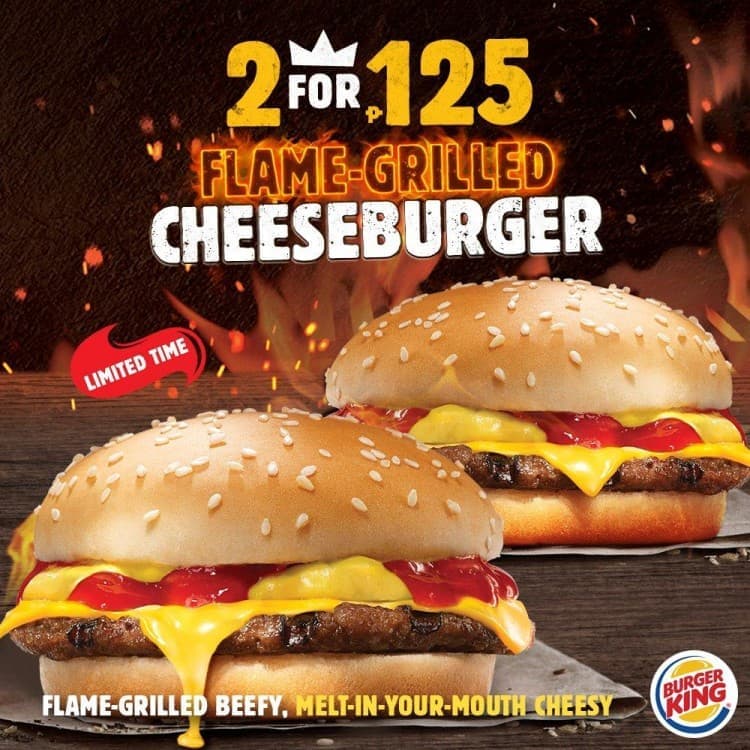 2 FOR ₱125
FLAME-GRILLED
CHEESEBURGER
LIMITED TIME
FLAME-GRILLED BEEFY, MELT-IN-YOUR-MOUTH CHEESY
BURGER
KING